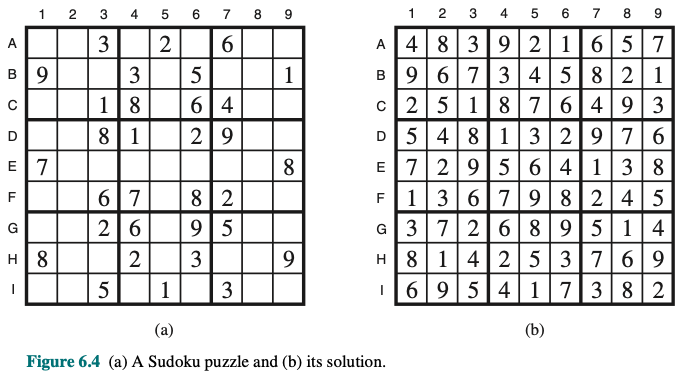 1 2 3 4 5 6 7 8 9
A 3 2 6
B 9 3 5 1
C 1 8 6 4
D 8 1 2 9
E 7 8
F 6 7 8 2
G 2 6 9 5
H 8 2 3 9
I 5 1 3
(a)
1 2 3 4 5 6 7 8 9
A 4 8 3 9 2 1 6 5 7
B 9 6 7 3 4 5 8 2 1
C 2 5 1 8 7 6 4 9 3
D 5 4 8 1 3 2 9 7 6
E 7 2 9 5 6 4 1 3 8
F 1 3 6 7 9 8 2 4 5
G 3 7 2 6 8 9 5 1 4
H 8 1 4 2 5 3 7 6 9
I 6 9 5 4 1 7 3 8 2
(b)
Figure 6.4 (a) A Sudoku puzzle and (b) its solution.